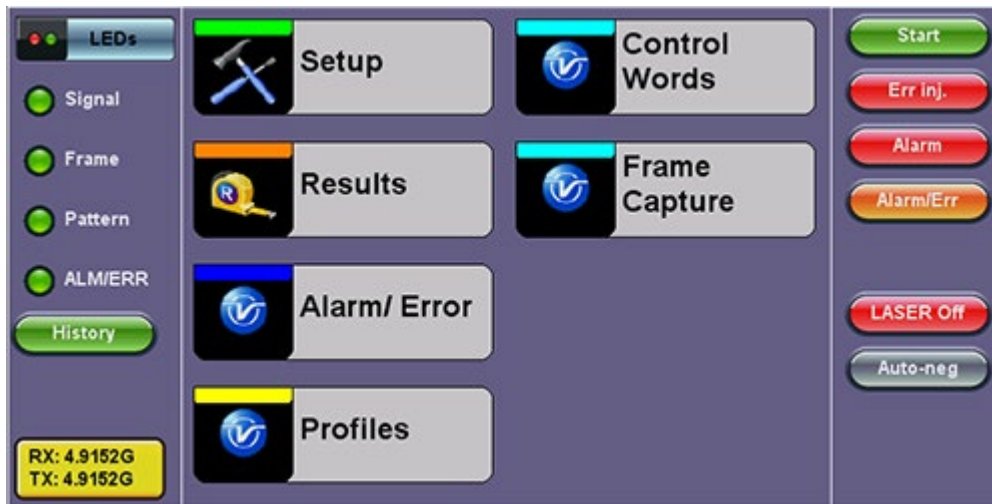 LEDs
Signal
Frame
Pattern
ALM/ERR
History
RX: 4.9152G
TX: 4.9152G
Setup
Results
R
Alarm/ Error
Profiles
Control
Words
Frame
Capture
Start
Err inj.
Alarm
Alarm/Err
LASER Off
Auto-neg